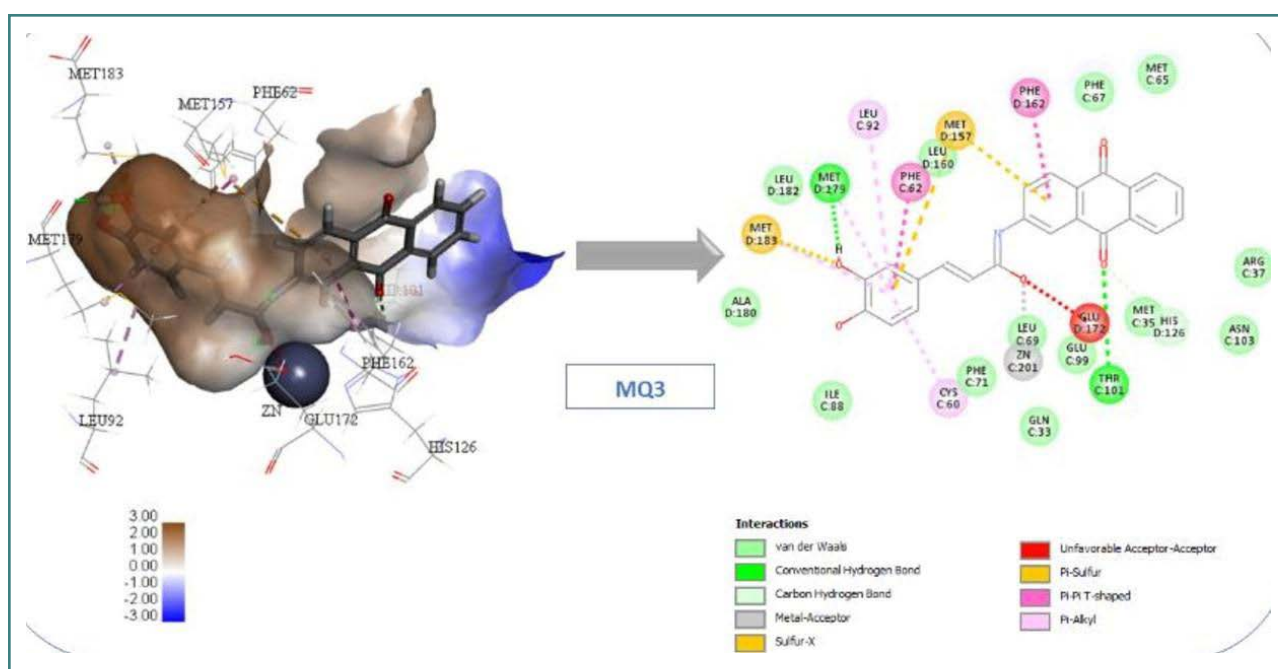 MET183
MET157
PHE62
MET179
LEU92
ZN
GLU172
PHE162
HIS126
3.00
2.00
1.00
0.00
-1.00
-2.00
-3.00
MQ3
LEU
C:92
MET
D:157
PHE
D:162
PHE
C:67
MET
C:65
LEU
D:182
MET
D:179
PHE
C:62
LEU
D:160
MET
D:183
H
O
O
N
O
O
O
ALA
D:180
ARG
C:37
GLU
D:172
MET
C:35
HIS
D:126
ASN
C:103
LEU
C:69
ZN
C:201
GLU
C:99
THR
C:101
PHE
C:71
CYS
C:60
ILE
C:88
GLN
C:33
Interactions
van der Waals
Conventional Hydrogen Bond
Carbon Hydrogen Bond
Metal-Acceptor
Sulfur-X
Unfavorable Acceptor-Acceptor
Pi-Sulfur
Pi-Pi T-shaped
Pi-Alkyl